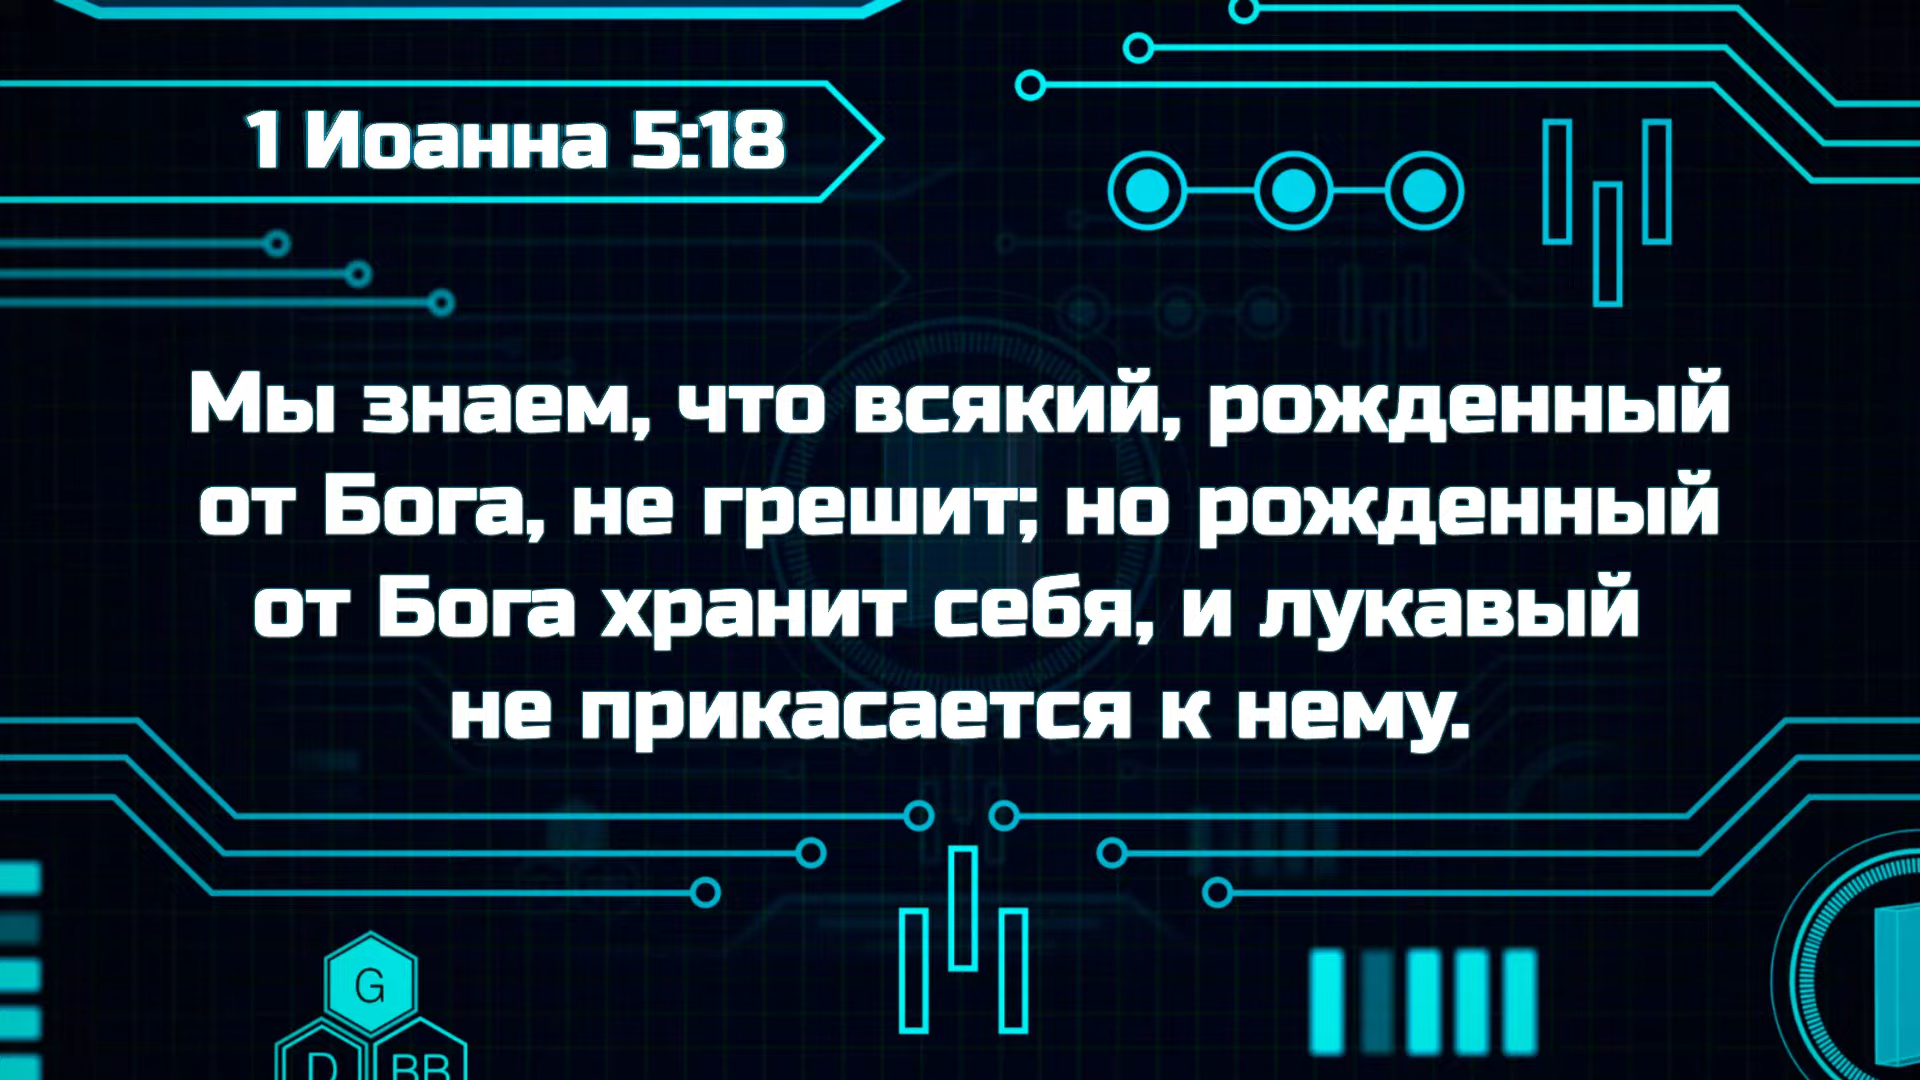 1 Иоанна 5:18
Мы знаем, что всякий, рожденный
от Бога, не грешит; но рожденный
от Бога хранит себя, и лукавый
не прикасается к нему.
G
D BB